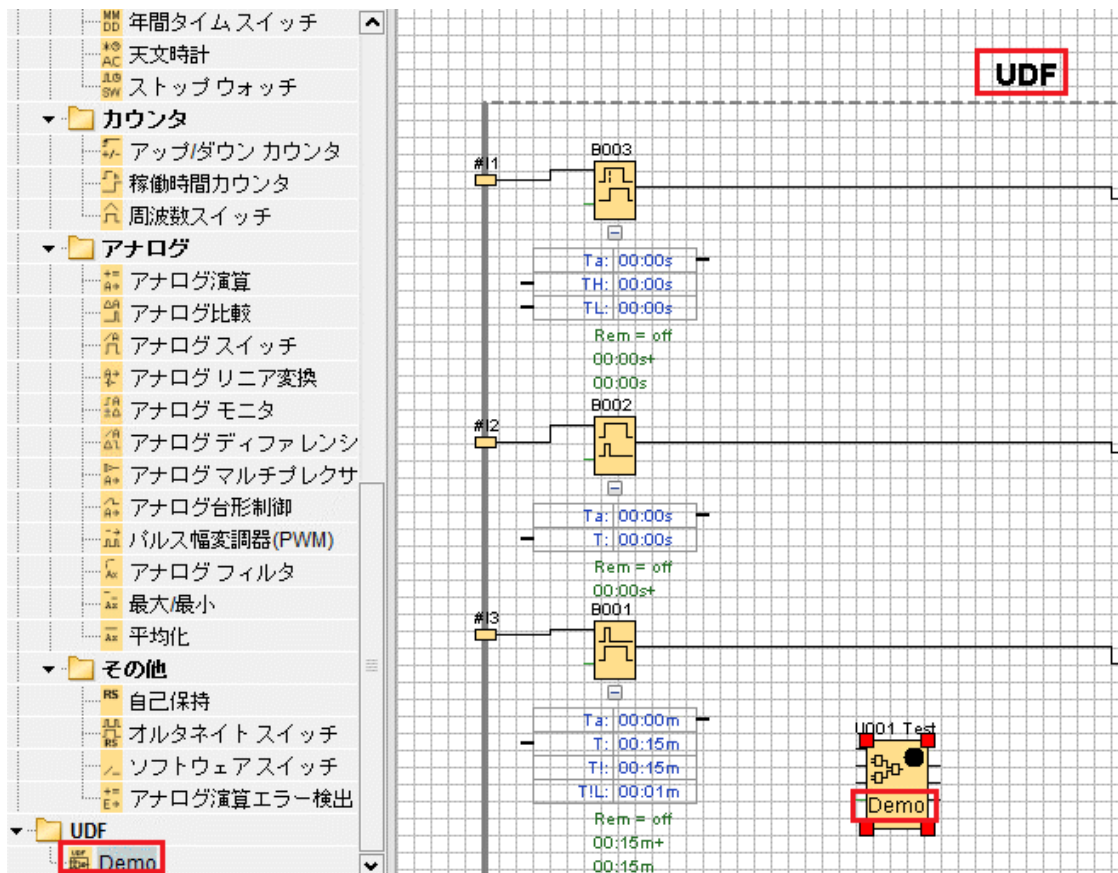 年間タイム スイッチ
天文時計
ストップ ウォッチ
カウンタ
アップ/ダウン カウンタ
稼働時間カウンタ
周波数スイッチ
アナログ
アナログ演算
アナログ比較
アナログ スイッチ
アナログ リニア変換
アナログ モニタ
アナログ ディファレンシ
アナログ マルチプレクサ
アナログ台形制御
パルス幅変調器(PWM)
アナログ フィルタ
最大/最小
平均化
その他
自己保持
オルタネイト スイッチ
ソフトウェア スイッチ
アナログ演算エラー検出
UDF
Demo
UDF
#I1
B003
Ta: 00:00s
TH: 00:00s
TL: 00:00s
Rem = off
00:00s+
00:00s
#I2
B002
Ta: 00:00s
T: 00:00s
Rem = off
00:00s+
#I3
B001
Ta: 00:00m
T: 00:15m
T!: 00:15m
T!L: 00:01m
Rem = off
00:15m+
00:15m
U001 Test
Demo